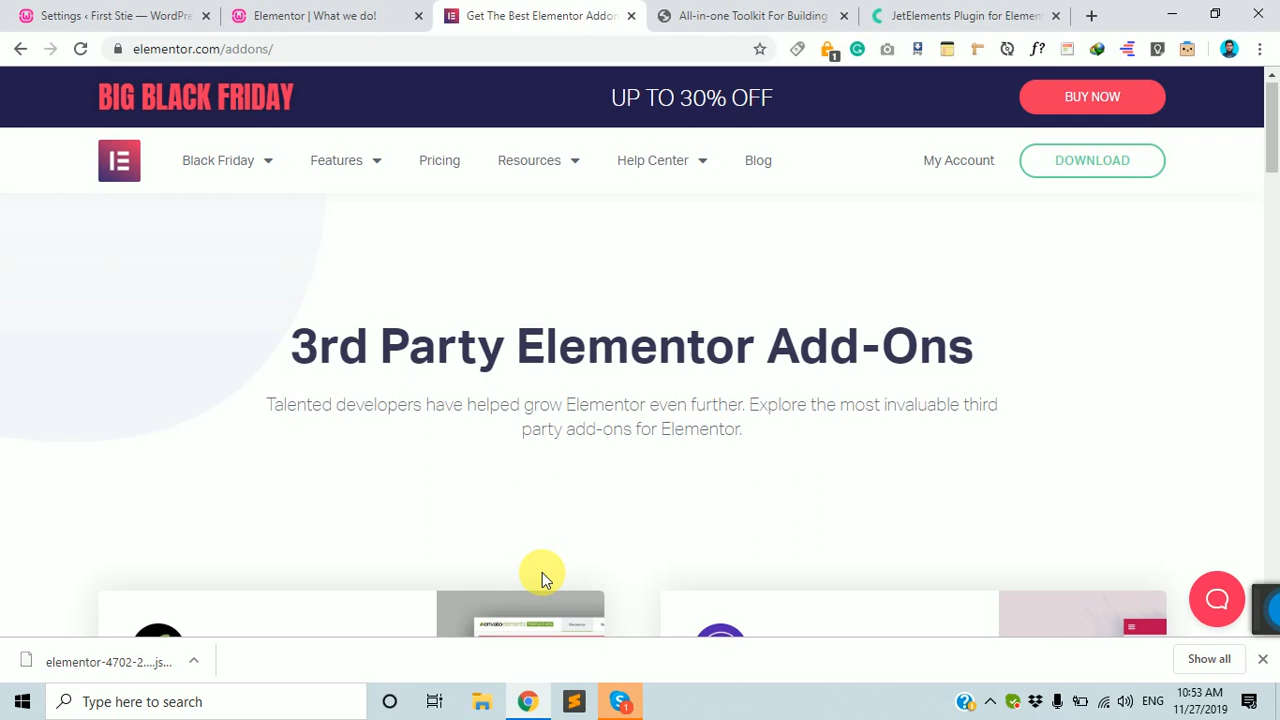 Settings ‹ First Stie — WordPr
Elementor | What we do!
Get The Best Elementor Addon
All-in-one Toolkit For Building
JetElements Plugin for Element
elementor.com/addons/
1
f?
BIG BLACK FRIDAY
UP TO 30% OFF
BUY NOW
Black Friday
Features
Pricing
Resources
Help Center
Blog
My Account
DOWNLOAD
3rd Party Elementor Add-Ons
Talented developers have helped grow Elementor even further. Explore the most invaluable third
party add-ons for Elementor.
elementor-4702-2....js...
Show all
Type here to search
1
ENG
10:53 AM
11/27/2019